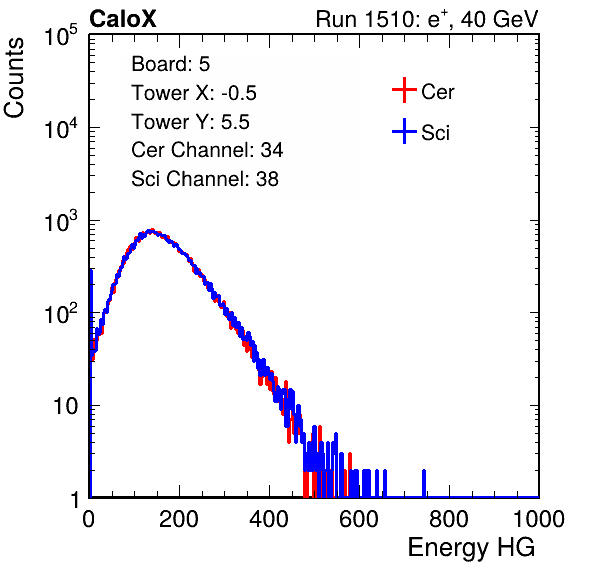 CaloX Run 1510: e⁺, 40 GeV
Counts
10⁵
10⁴
10³
10²
10
1
Board: 5
Tower X: -0.5
Tower Y: 5.5
Cer Channel: 34
Sci Channel: 38
Cer
Sci
0 200 400 600 800 1000
Energy HG